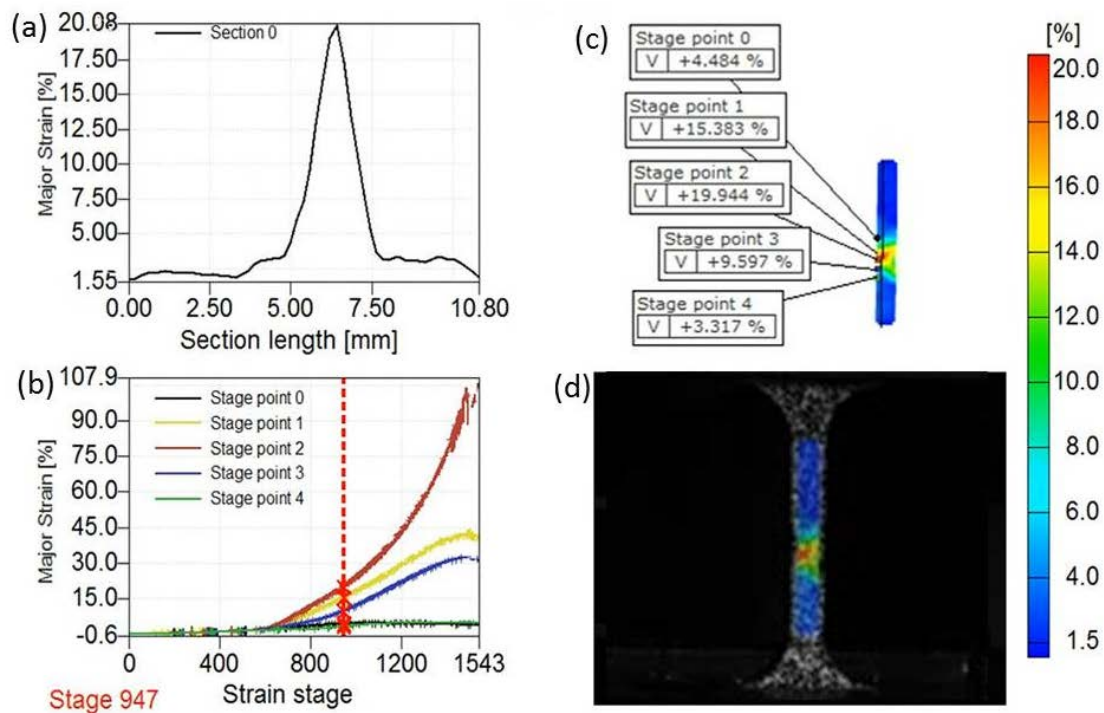 (a)
20.08
17.50
15.00
12.50
10.00
7.50
5.00
1.55
Major Strain [%]
Section 0
0.00 2.50 5.00 7.50 10.80
Section length [mm]
(b)
107.9
90.0
75.0
60.0
45.0
30.0
15.0
-0.6
Major Strain [%]
Stage point 0
Stage point 1
Stage point 2
Stage point 3
Stage point 4
0 400 800 1200 1543
Strain stage
Stage 947
(c)
Stage point 0
V +4.484 %
Stage point 1
V +15.383 %
Stage point 2
V +19.944 %
Stage point 3
V +9.597 %
Stage point 4
V +3.317 %
(d)
[%]
20.0
16.0
14.0
12.0
10.0
8.0
4.0
1.5